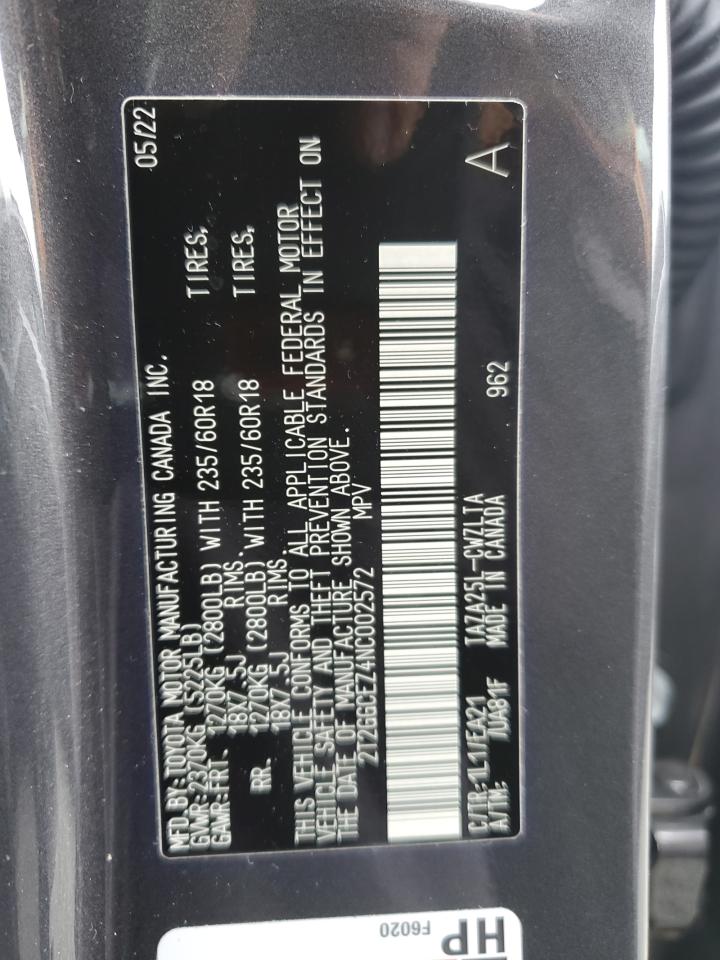 MFD.BY:TOYOTA MOTOR MANUFACTURING CANADA INC. 05/22
GVWR:2370KG (5225LB)
GAWR:FRT. 1270KG (2800LB) WITH 235/60R18 TIRES,
18X7.5J RIMS.
RR. 1270KG (2800LB) WITH 235/60R18 TIRES,
18X7.5J RIMS.
THIS VEHICLE CONFORMS TO ALL APPLICABLE FEDERAL MOTOR
VEHICLE SAFETY AND THEFT PREVENTION STANDARDS IN EFFECT ON
THE DATE OF MANUFACTURE SHOWN ABOVE.
2T2GGCEZ4NC002572 MPV
C/TR:1L1/EA21 TAZA25L-CWZLTA A
A/TM: /UA81F MADE IN CANADA 962
F6020
HP